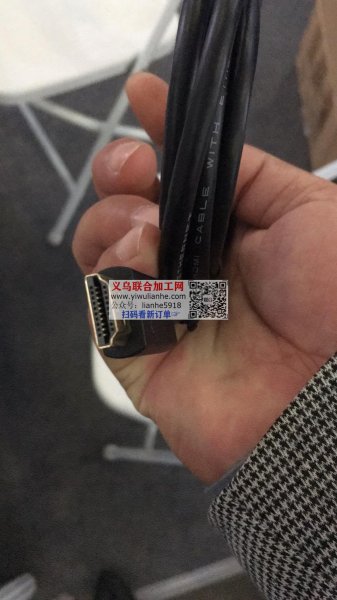 HDMI CABLE WITH
义乌联合加工网
www.yiwulianhe.com
公众号: lianhe5918
扫码看新订单☞